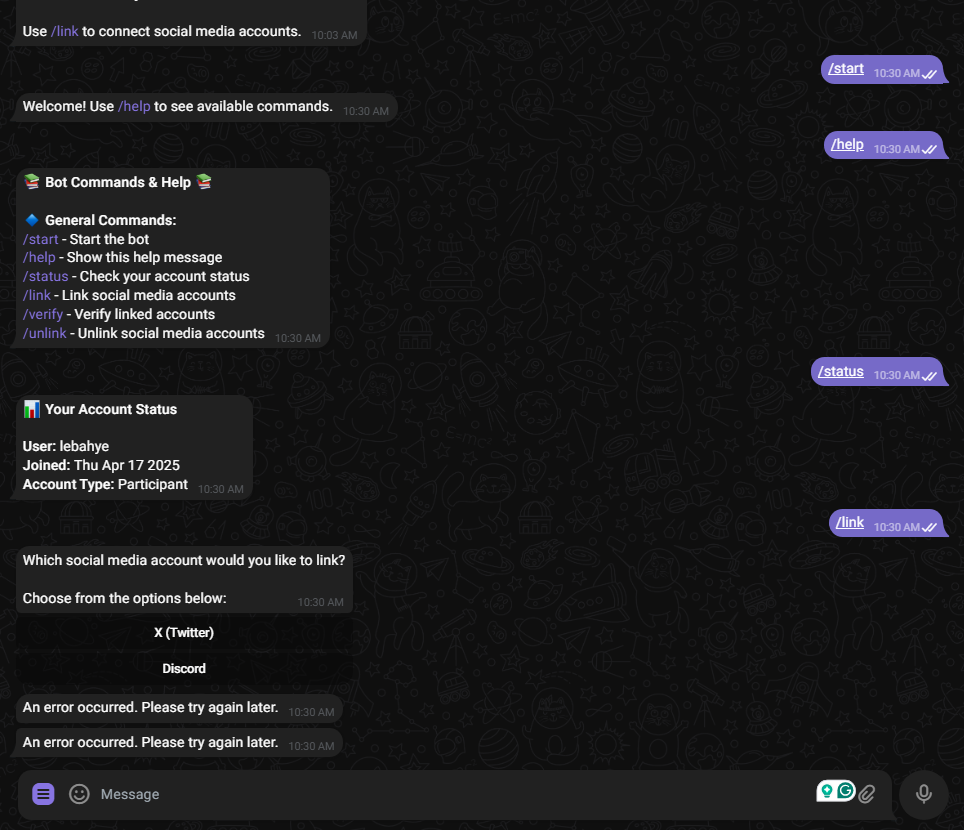 Use /link to connect social media accounts. 10:03 AM
/start 10:30 AM
Welcome! Use /help to see available commands. 10:30 AM
/help 10:30 AM
📚 Bot Commands & Help 📚
🔷 General Commands:
/start - Start the bot
/help - Show this help message
/status - Check your account status
/link - Link social media accounts
/verify - Verify linked accounts
/unlink - Unlink social media accounts 10:30 AM
/status 10:30 AM
📊 Your Account Status
User: lebahye
Joined: Thu Apr 17 2025
Account Type: Participant 10:30 AM
/link 10:30 AM
Which social media account would you like to link?
Choose from the options below: 10:30 AM
X (Twitter)
Discord
An error occurred. Please try again later. 10:30 AM
An error occurred. Please try again later. 10:30 AM
Message